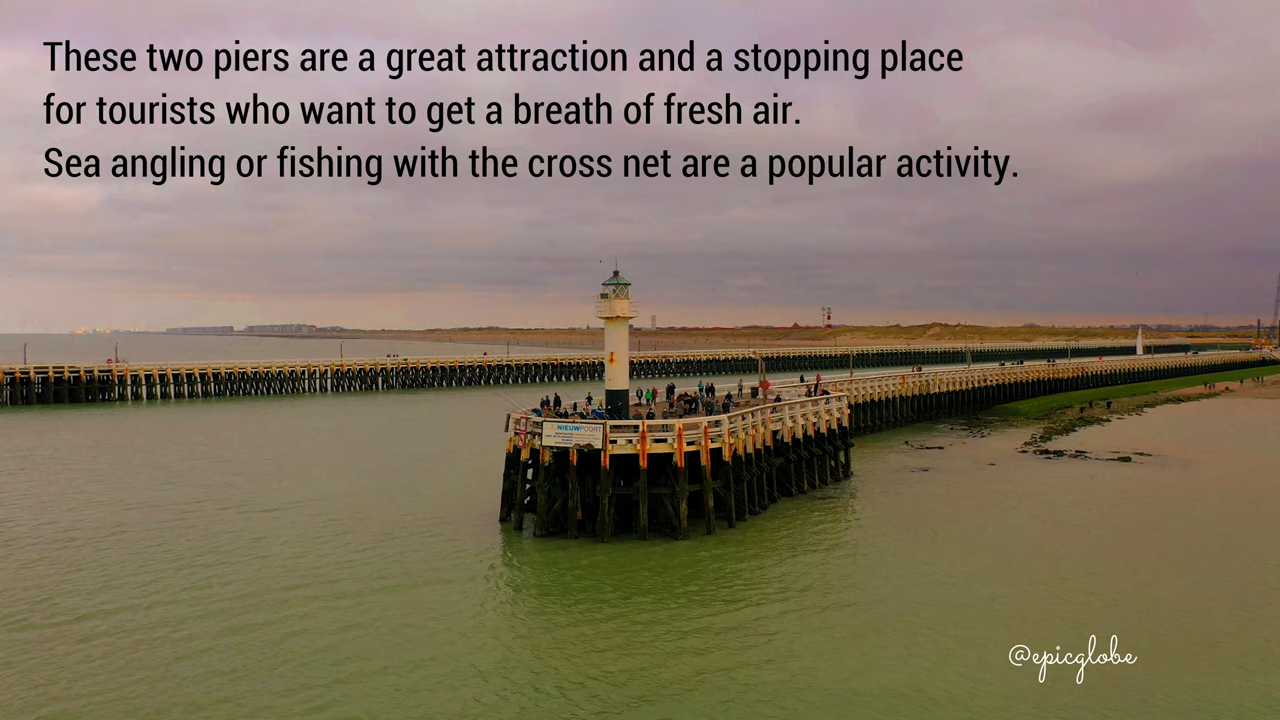 These two piers are a great attraction and a stopping place
for tourists who want to get a breath of fresh air.
Sea angling or fishing with the cross net are a popular activity.
NIEUWPOORT
@epicglobe